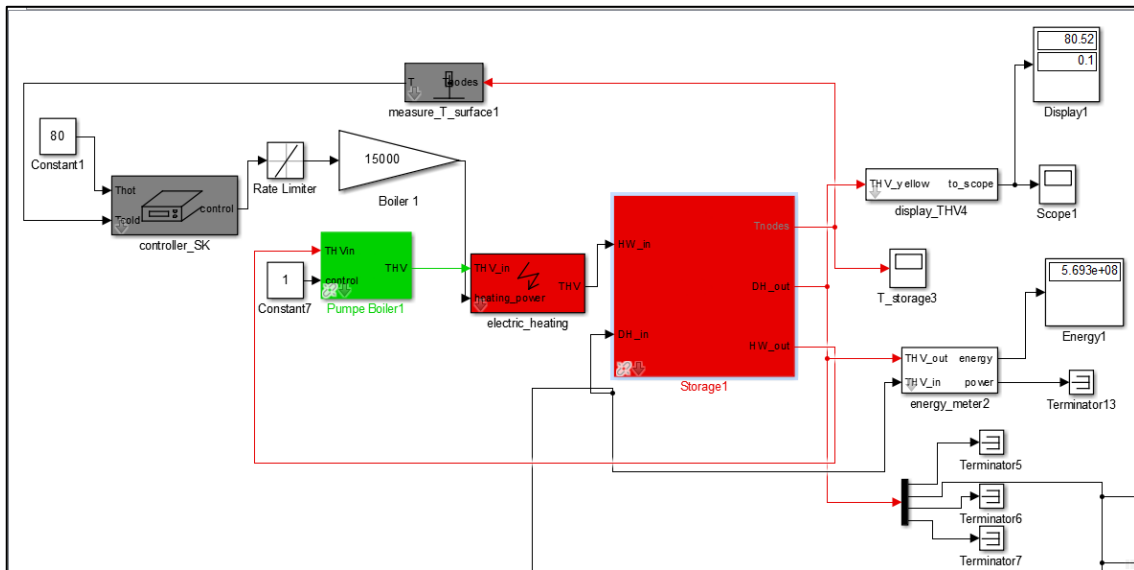 80.52
0.1
Display1
T
Tnodes
measure_T_surface1
80
Constant1
Thot
Tcold
control
controller_SK
Rate Limiter
15000
Boiler 1
THVin
control
THV
Pumpe Boiler1
1
Constant7
THV_in
heating_power
THV
electric_heating
HW_in
DH_in
Tnodes
DH_out
HW_out
Storage1
THV_yellow
to_scope
display_THV4
Scope1
T_storage3
5.693e+08
Energy1
THV_out
energy
THV_in
power
energy_meter2
Terminator13
Terminator5
Terminator6
Terminator7